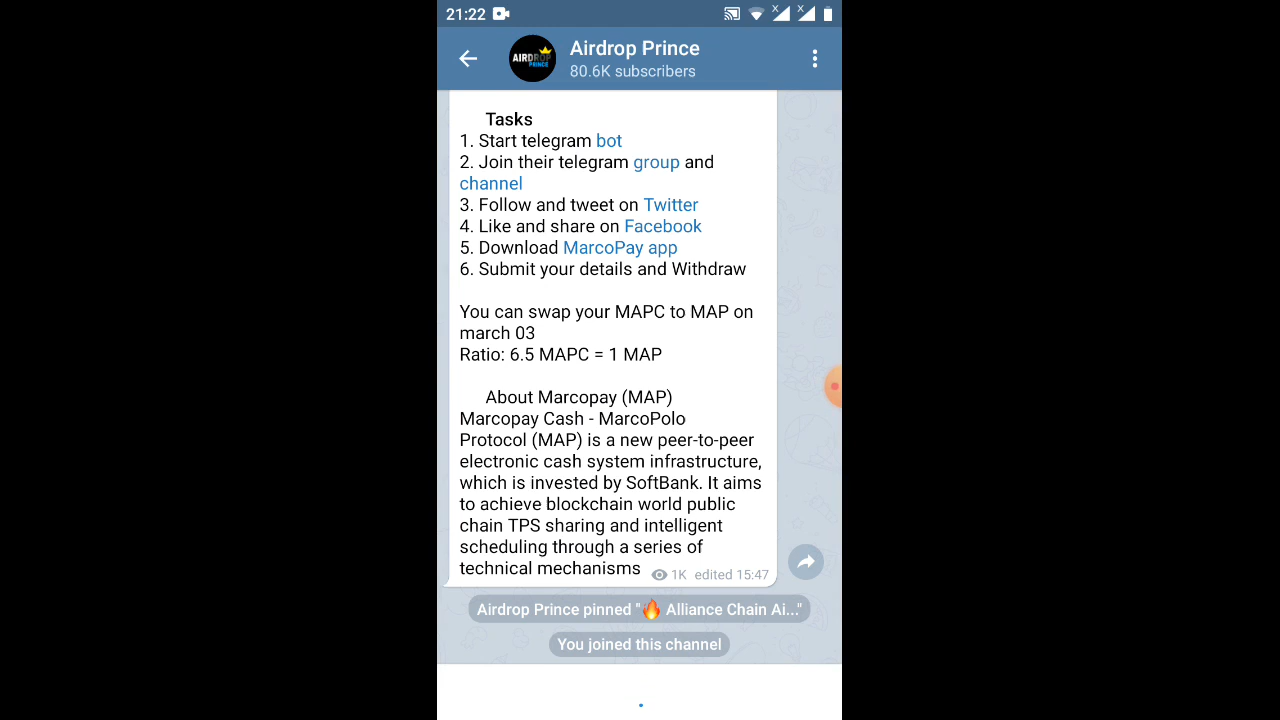 21:22
Airdrop Prince
80.6K subscribers
AIRDROP
PRINCE
Tasks
1. Start telegram bot
2. Join their telegram group and
channel
3. Follow and tweet on Twitter
4. Like and share on Facebook
5. Download MarcoPay app
6. Submit your details and Withdraw
You can swap your MAPC to MAP on
march 03
Ratio: 6.5 MAPC = 1 MAP
About Marcopay (MAP)
Marcopay Cash - MarcoPolo
Protocol (MAP) is a new peer-to-peer
electronic cash system infrastructure,
which is invested by SoftBank. It aims
to achieve blockchain world public
chain TPS sharing and intelligent
scheduling through a series of
technical mechanisms 1K edited 15:47
Airdrop Prince pinned "🔥 Alliance Chain Ai..."
You joined this channel